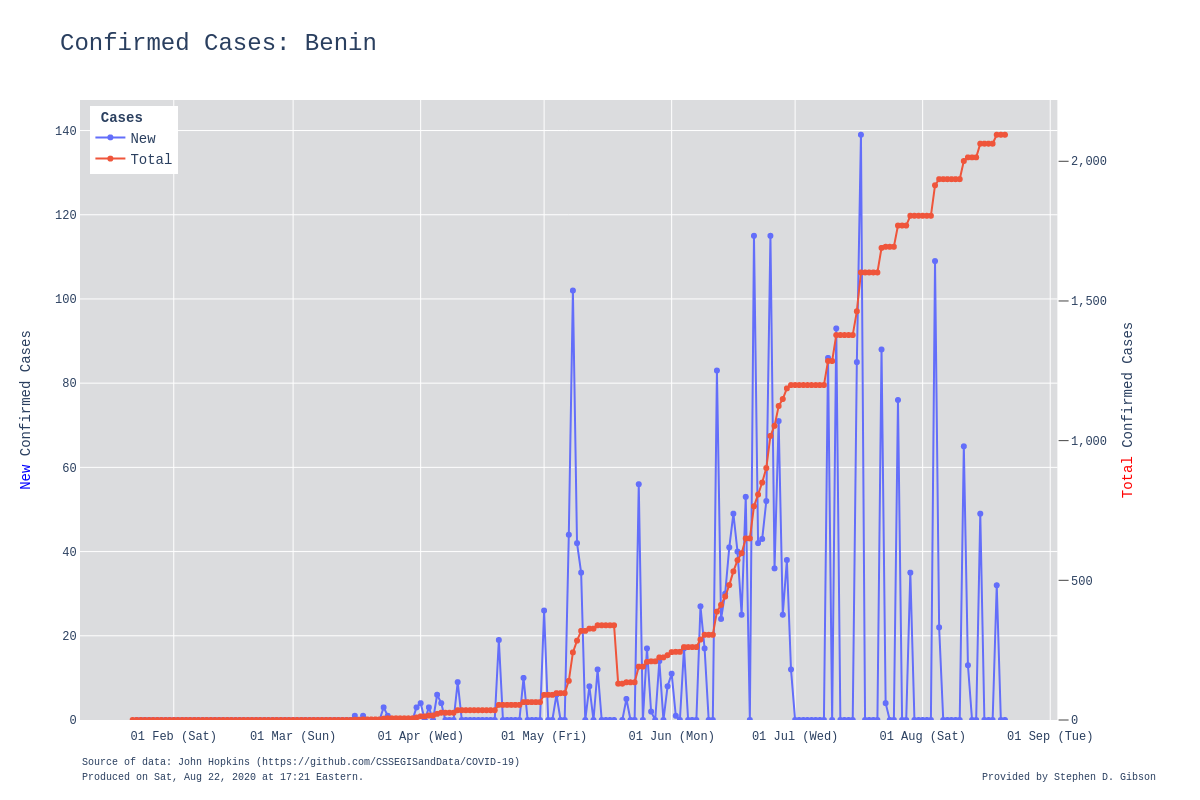 Confirmed Cases: Benin
Cases
New
Total
140
120
100
80
60
40
20
0
2,000
1,500
1,000
500
0
New Confirmed Cases
Total Confirmed Cases
01 Feb (Sat)
01 Mar (Sun)
01 Apr (Wed)
01 May (Fri)
01 Jun (Mon)
01 Jul (Wed)
01 Aug (Sat)
01 Sep (Tue)
Source of data: John Hopkins (https://github.com/CSSEGISandData/COVID-19)
Produced on Sat, Aug 22, 2020 at 17:21 Eastern.
Provided by Stephen D. Gibson